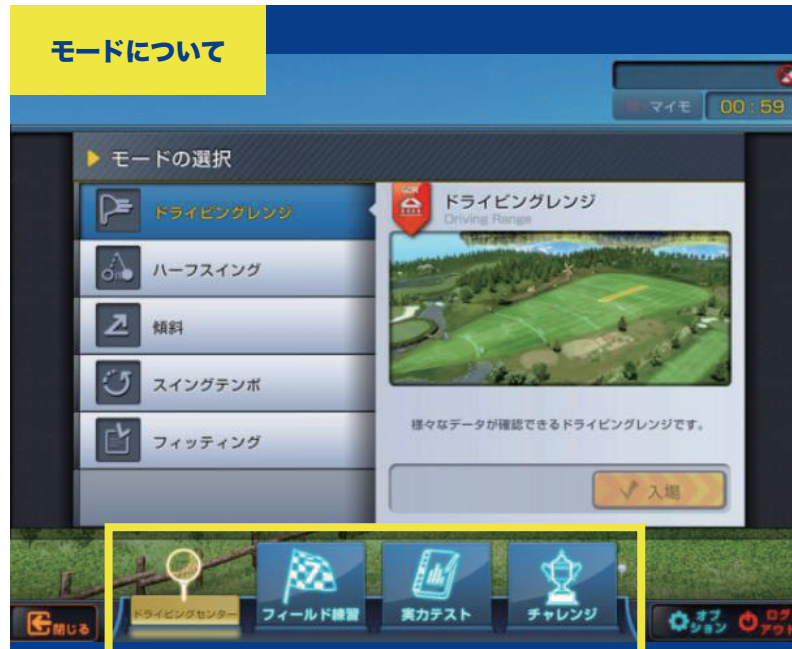 モードについて
マイモ
00:59
モードの選択
ドライビングレンジ
ハーフスイング
傾斜
スイングテンポ
フィッティング
GDR
ドライビングレンジ
Driving Range
様々なデータが確認できるドライビングレンジです。
入場
閉じる
ドライビングセンター
フィールド練習
7
実力テスト
チャレンジ
オプ
ション
ログ
アウト